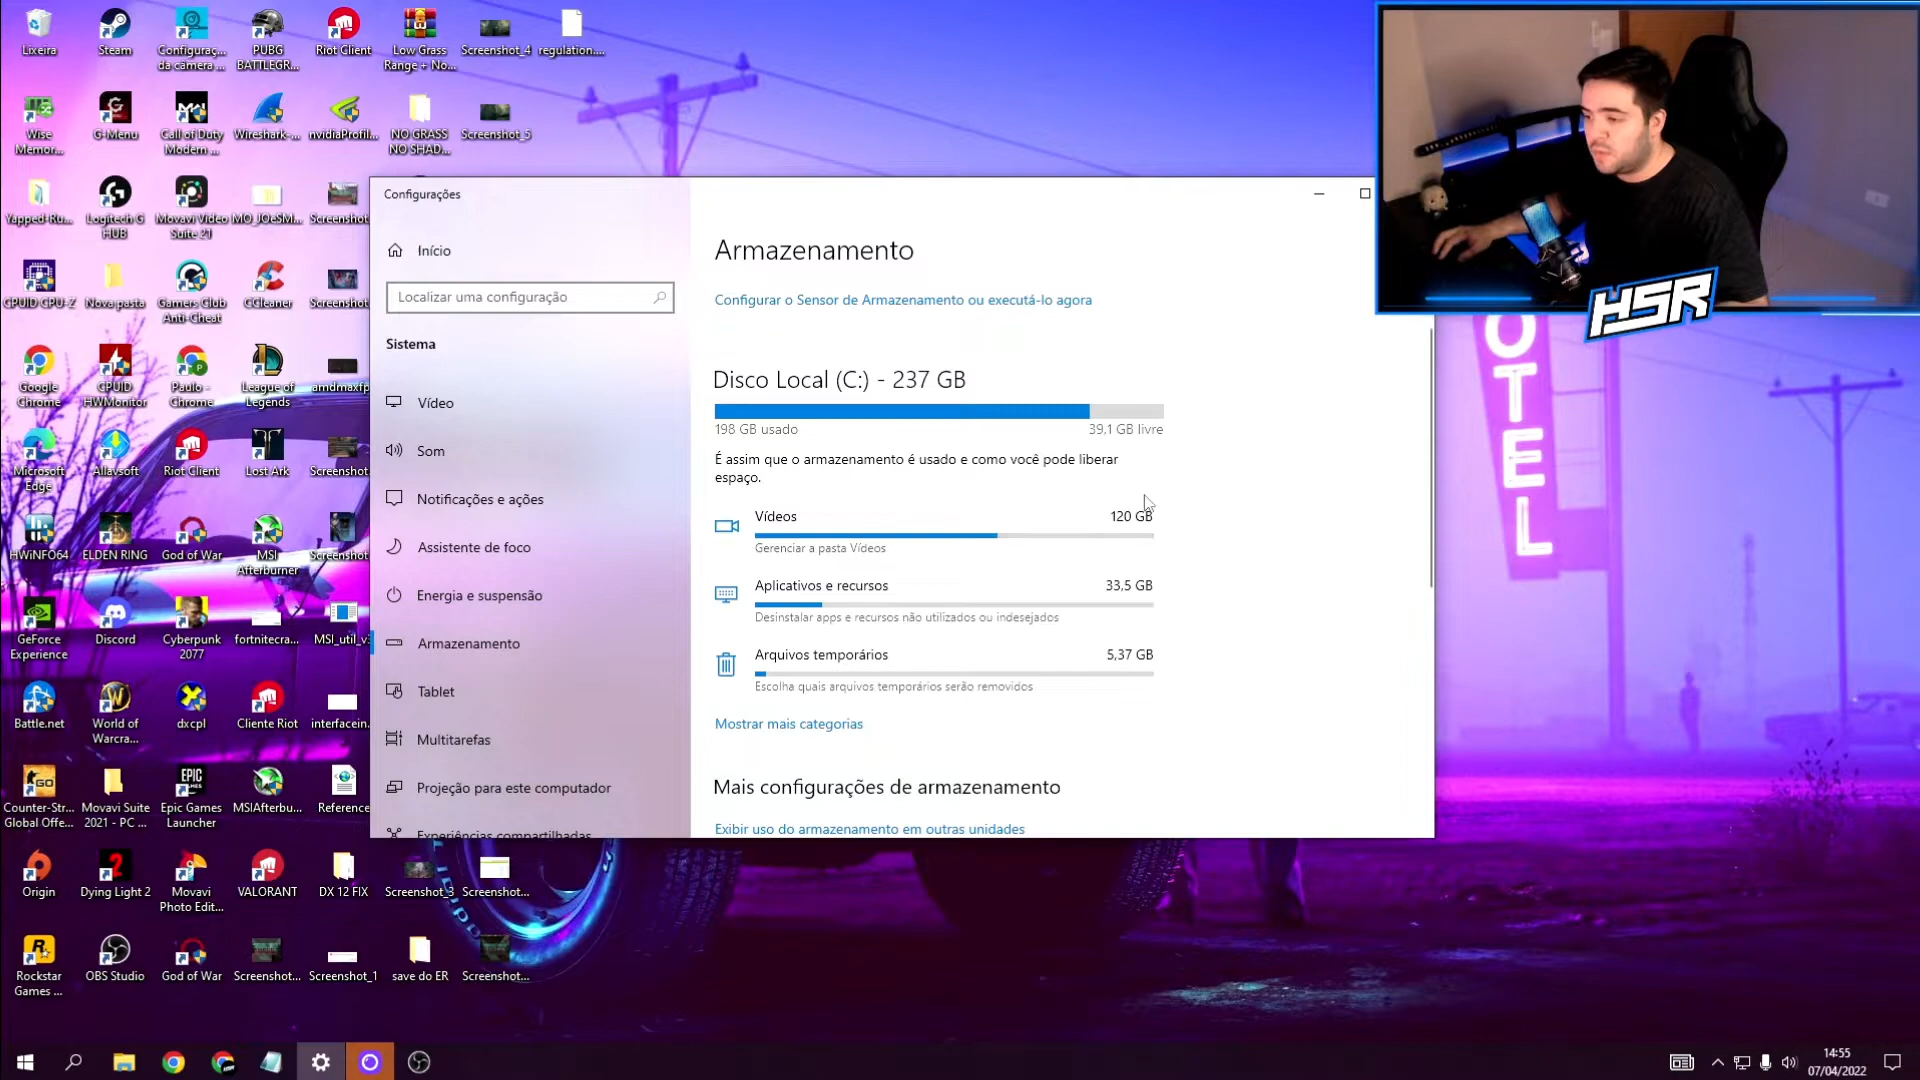 Lixeira
Steam
Configuraç...
da câmera ...
PUBG
BATTLEGR...
Riot Client
Low Grass
Range + No...
Screenshot_4
regulation....
Wise
Memor...
G-Menu
Call of Duty
Modern ...
Wireshark-...
nvidiaProfil...
NO GRASS
NO SHAD...
Screenshot_5
Yapped-Ru...
Logitech G
HUB
Movavi Video
Suite 21
MO_JOeSM...
Screenshot
CPUID CPU-Z
Nova pasta
Gamers Club
Anti-Cheat
CCleaner
Screenshot
Google
Chrome
CPUID
HWMonitor
Paulo -
Chrome
League of
Legends
amdmaxfp
Microsoft
Edge
Allavsoft
Riot Client
Lost Ark
Screenshot
HWiNFO64
ELDEN RING
God of War
MSI
Afterburner
Screenshot
GeForce
Experience
Discord
Cyberpunk
2077
fortnitecra...
MSI_util_v
Battle.net
World of
Warcra...
dxcpl
Cliente Riot
interfacein.
Counter-Str...
Global Offe...
Movavi Suite
2021 - PC ...
Epic Games
Launcher
MSIAfterbu...
Reference
Origin
Dying Light 2
Movavi
Photo Edit...
VALORANT
DX 12 FIX
Screenshot_3
Screenshot...
Rockstar
Games ...
OBS Studio
God of War
Screenshot...
Screenshot_1
save do ER
Screenshot...
Configurações
Início
Localizar uma configuração
Sistema
Vídeo
Som
Notificações e ações
Assistente de foco
Energia e suspensão
Armazenamento
Tablet
Multitarefas
Projeção para este computador
Experiências compartilhadas
Armazenamento
Configurar o Sensor de Armazenamento ou executá-lo agora
Disco Local (C:) - 237 GB
198 GB usado
39,1 GB livre
É assim que o armazenamento é usado e como você pode liberar
espaço.
Vídeos
120 GB
Gerenciar a pasta Vídeos
Aplicativos e recursos
33,5 GB
Desinstalar apps e recursos não utilizados ou indesejados
Arquivos temporários
5,37 GB
Escolha quais arquivos temporários serão removidos
Mostrar mais categorias
Mais configurações de armazenamento
Exibir uso do armazenamento em outras unidades
HSR
OTEL
14:55
07/04/2022